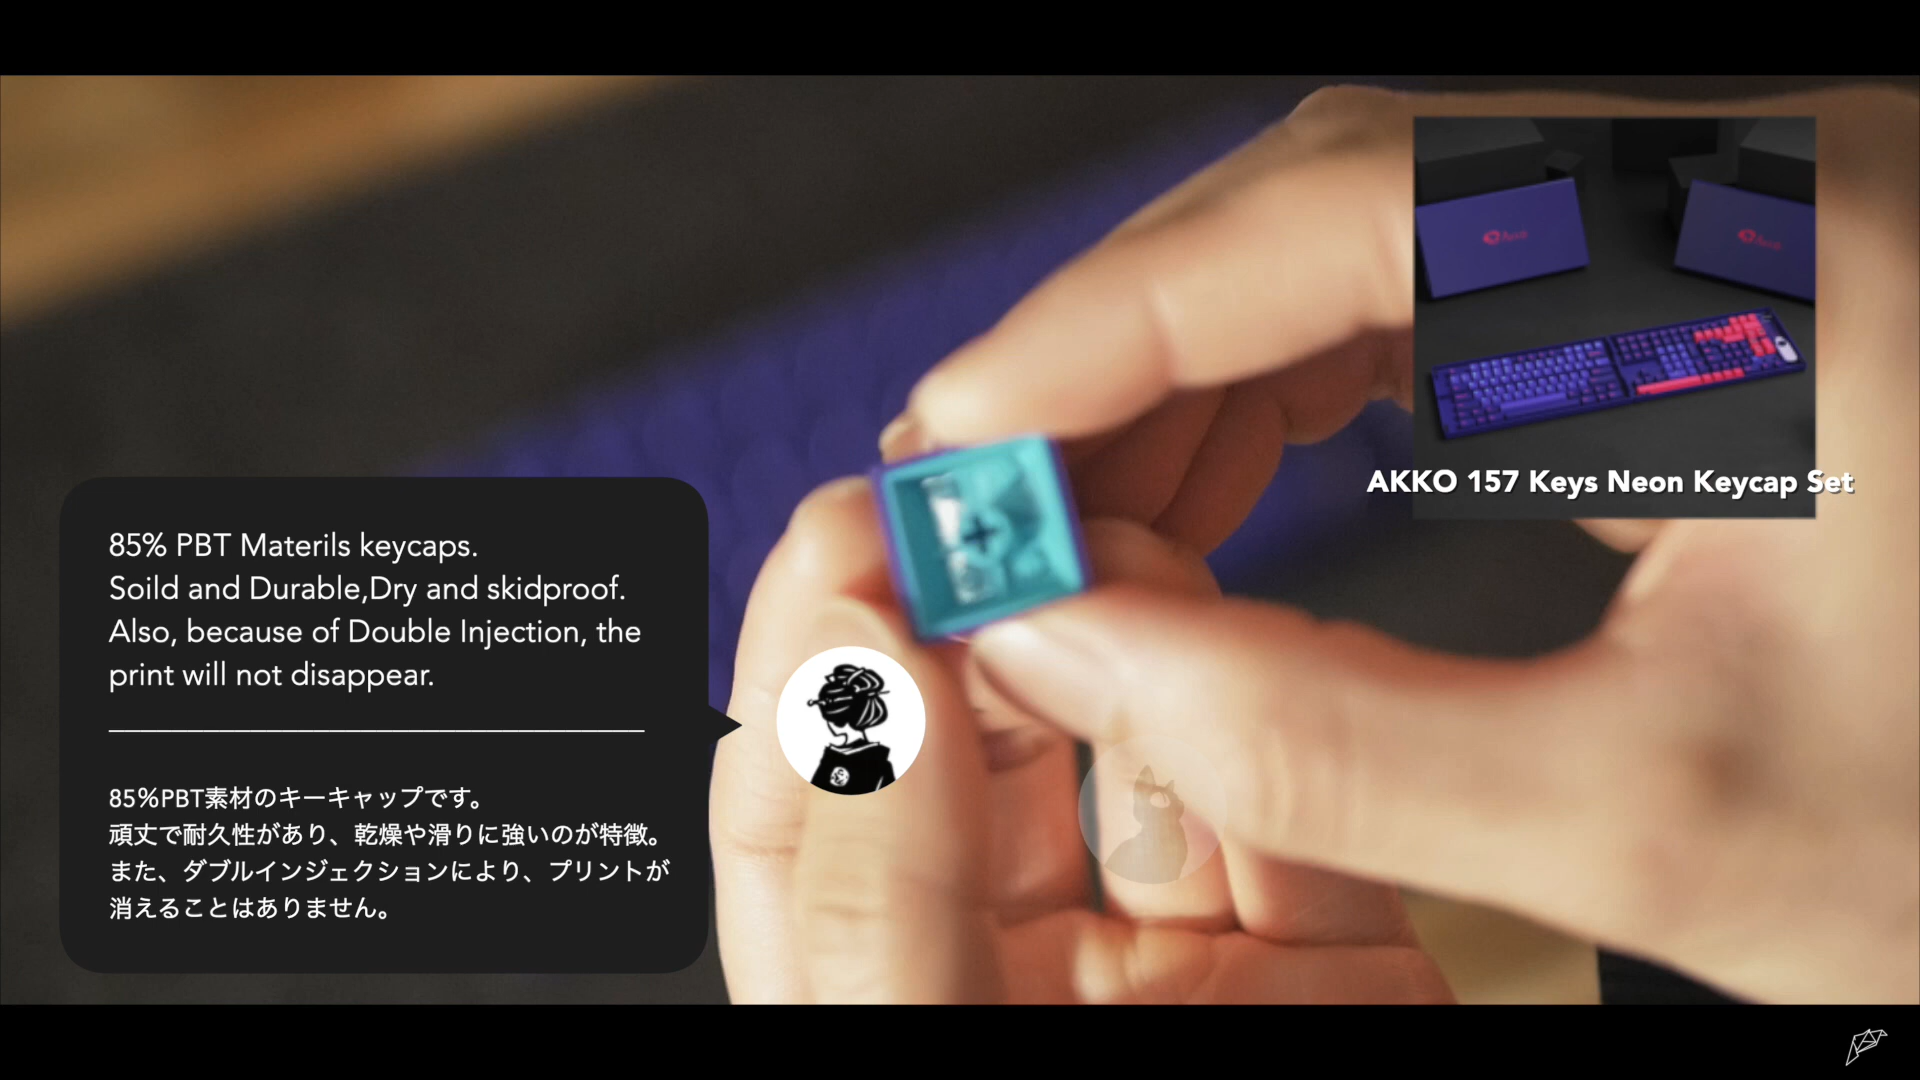 85% PBT Materils keycaps.
Soild and Durable,Dry and skidproof.
Also, because of Double Injection, the
print will not disappear.
85%PBT素材のキーキャップです。
頑丈で耐久性があり、乾燥や滑りに強いのが特徴。
また、ダブルインジェクションにより、プリントが
消えることはありません。
Akko
Akko
AKKO 157 Keys Neon Keycap Set